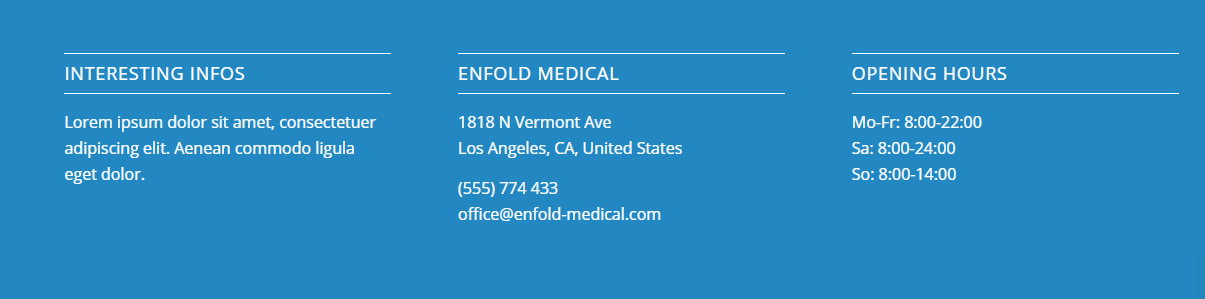 INTERESTING INFOS
Lorem ipsum dolor sit amet, consectetuer
adipiscing elit. Aenean commodo ligula
eget dolor.
ENFOLD MEDICAL
1818 N Vermont Ave
Los Angeles, CA, United States
(555) 774 433
office@enfold-medical.com
OPENING HOURS
Mo-Fr: 8:00-22:00
Sa: 8:00-24:00
So: 8:00-14:00